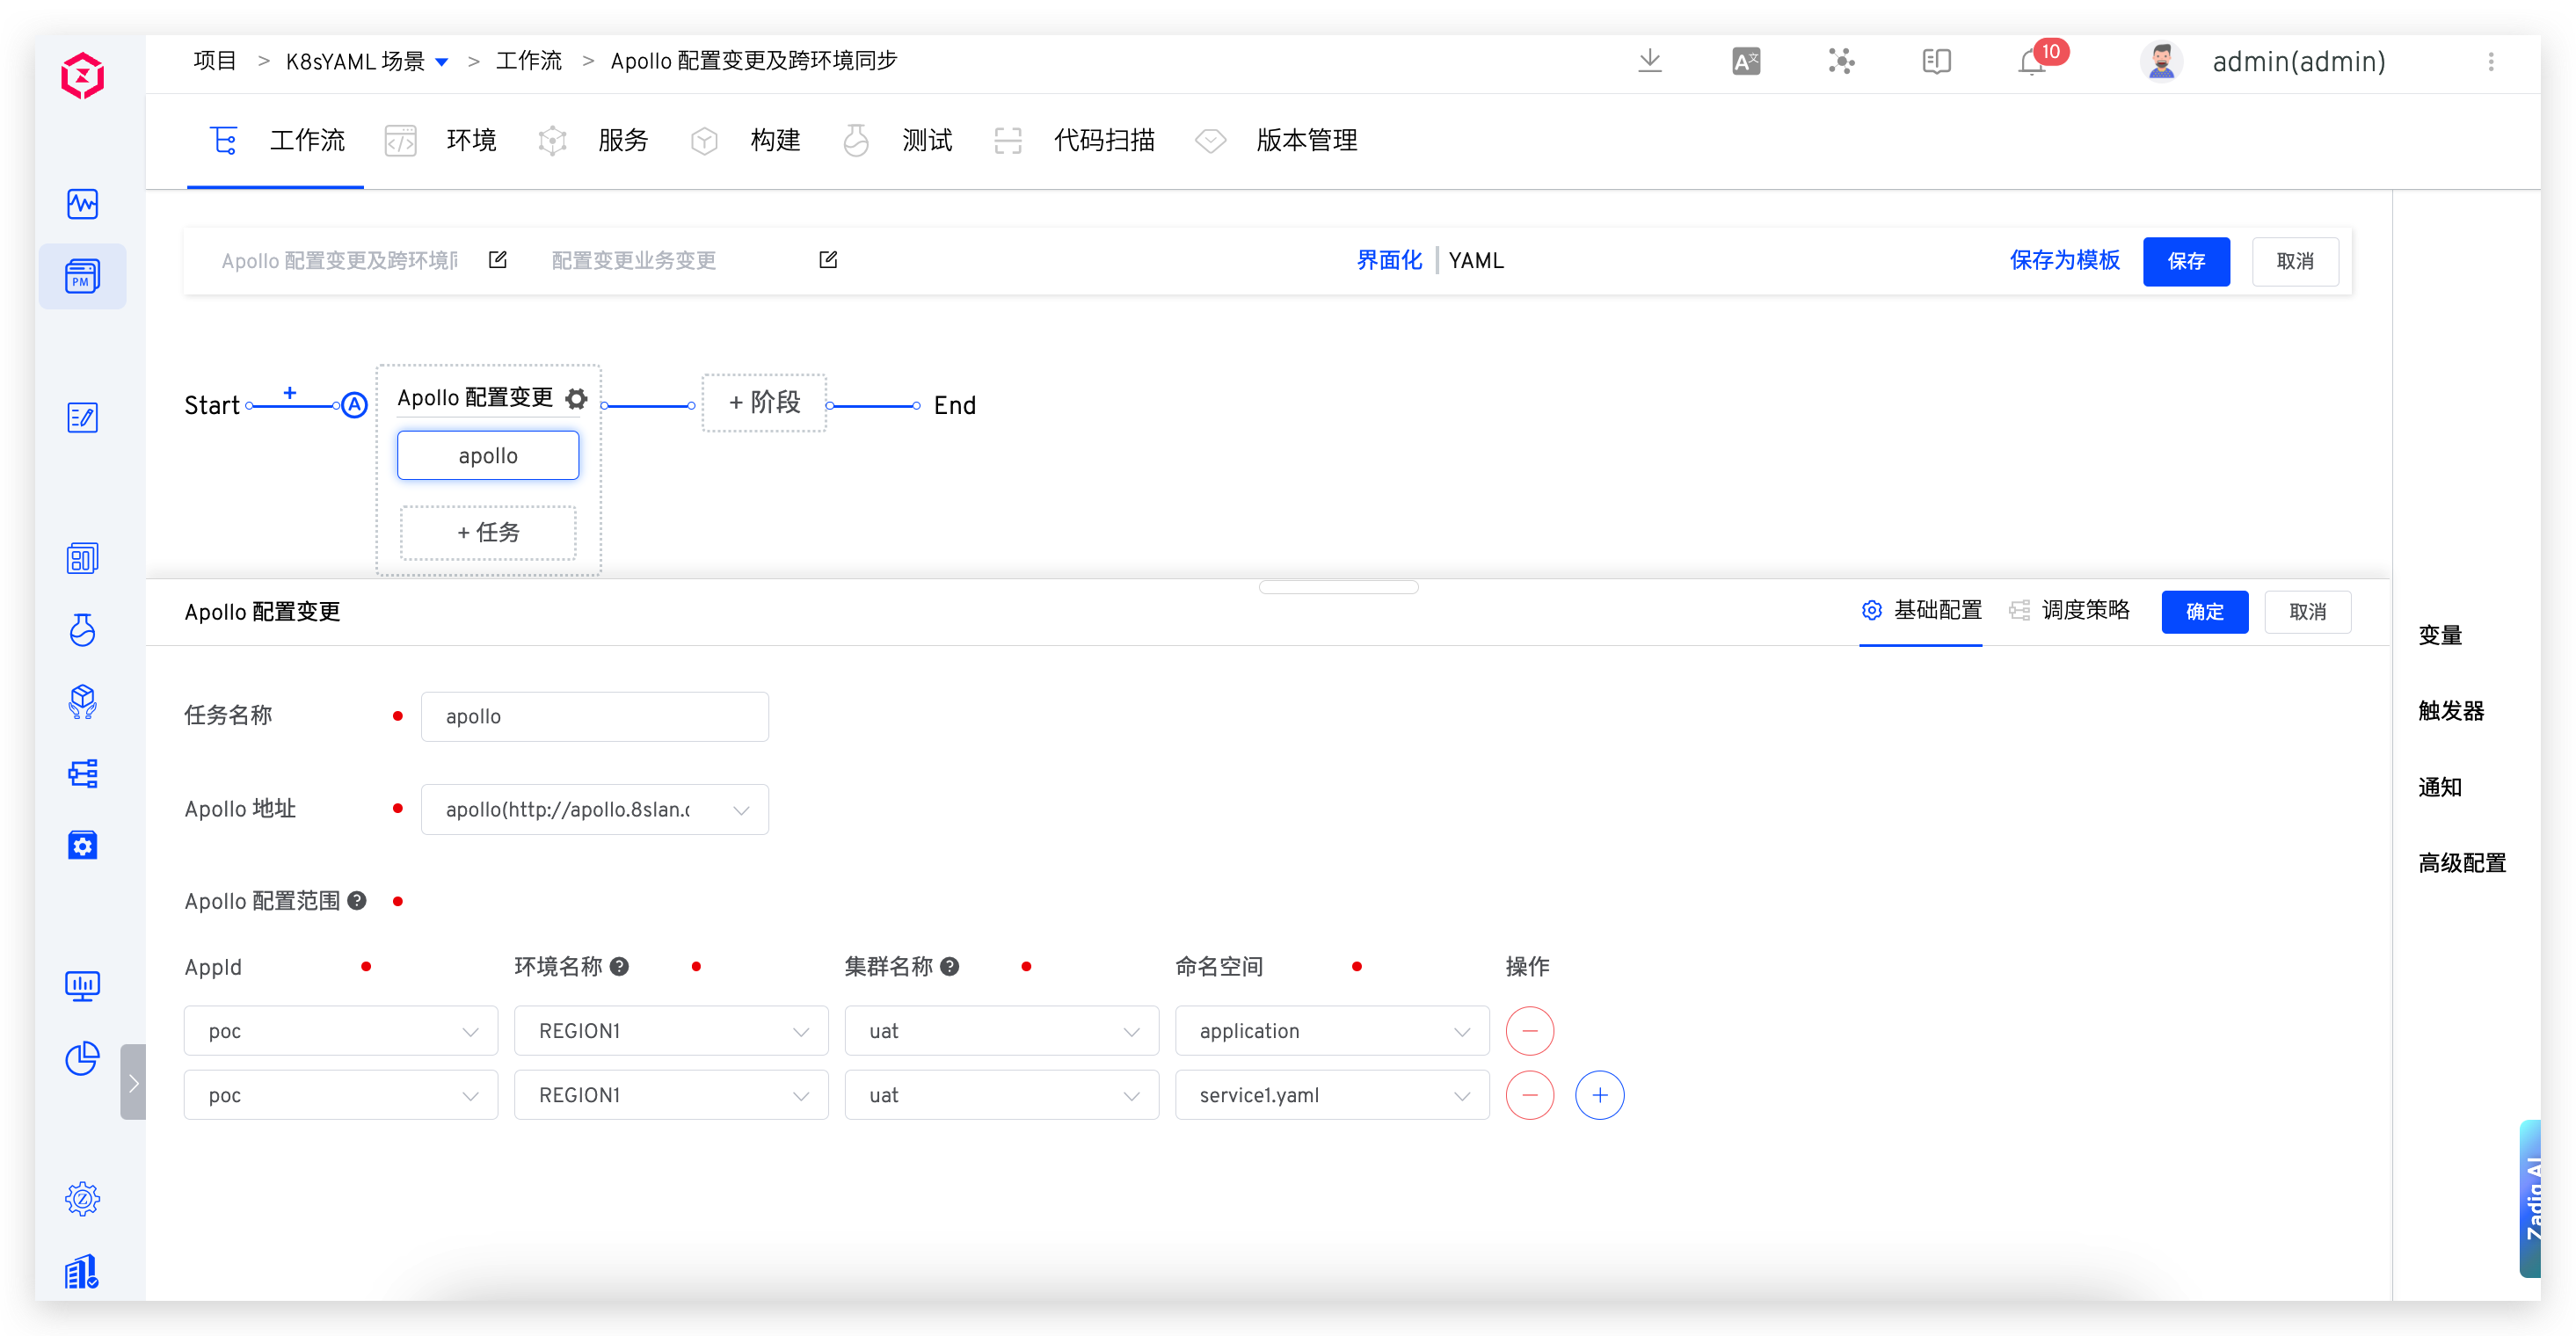 项目 > K8sYAML 场景 > 工作流 > Apollo 配置变更及跨环境同步
10
admin(admin)
工作流 环境 服务 构建 测试 代码扫描 版本管理
PM
Apollo 配置变更及跨环境 配置变更业务变更 界面化 YAML 保存为模板 保存 取消
Start + A Apollo 配置变更 + 阶段 End
apollo
+ 任务
Apollo 配置变更 基础配置 调度策略 确定 取消
任务名称 apollo
Apollo 地址 apollo(http://apollo.8slan.
Apollo 配置范围 ?
AppId 环境名称 ? 集群名称 ? 命名空间 操作
poc REGION1 uat application
poc REGION1 uat service1.yaml
变量
触发器
通知
高级配置
Zadig AI